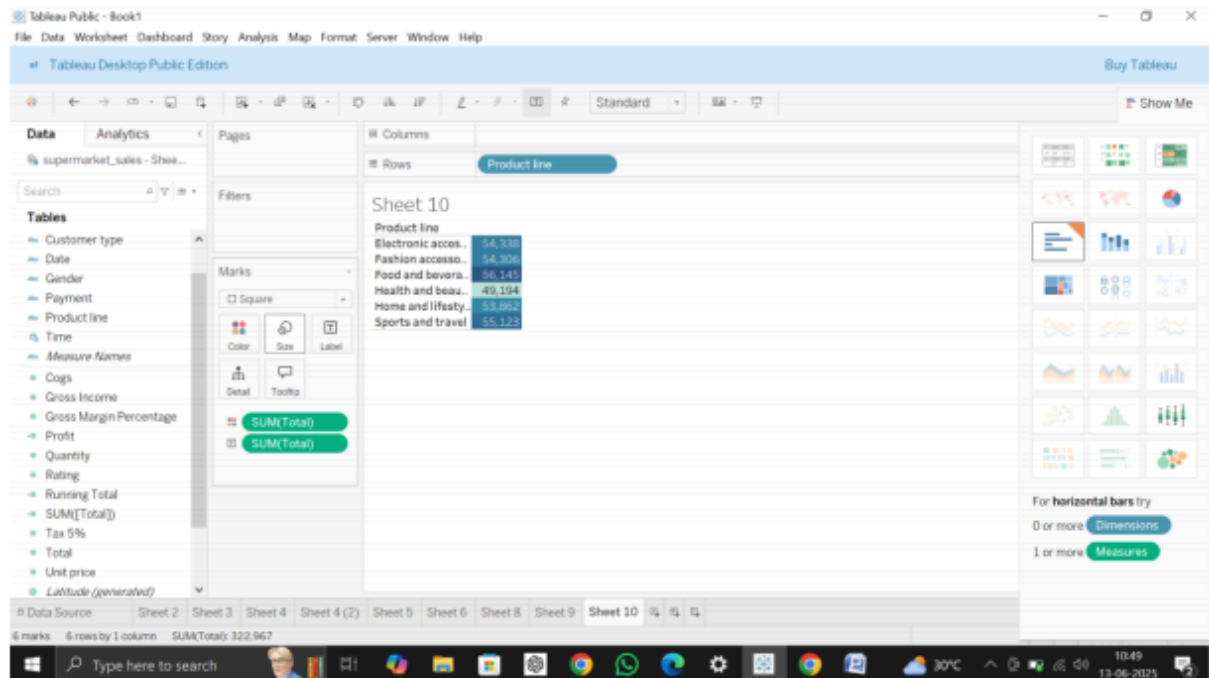 Tableau Public - Book1
File Data Worksheet Dashboard Story Analysis Map Format Server Window Help
Tableau Desktop Public Edition
Buy Tableau
Standard
Show Me
Data Analytics
supermarket_sales - Shee...
Search
Tables
Customer type
Date
Gender
Payment
Product line
Time
Measure Names
Cogs
Gross Income
Gross Margin Percentage
Profit
Quantity
Rating
Running Total
SUM([Total])
Tax 5%
Total
Unit price
Latitude (generated)
Pages
Filters
Marks
Square
Color Size Label
Detail Tooltip
SUM(Total)
SUM(Total)
Columns
Rows Product line
Sheet 10
Product line
Electronic acces.. 54,338
Fashion accesso.. 54,306
Food and bevera.. 56,145
Health and beau.. 49,194
Home and lifesty.. 53,862
Sports and travel 55,123
For horizontal bars try
0 or more Dimensions
1 or more Measures
Data Source Sheet 2 Sheet 3 Sheet 4 Sheet 4 (2) Sheet 5 Sheet 6 Sheet 8 Sheet 9 Sheet 10
6 marks 6 rows by 1 column SUM(Total): 322,967
Type here to search
30°C
10:49
13-06-2025